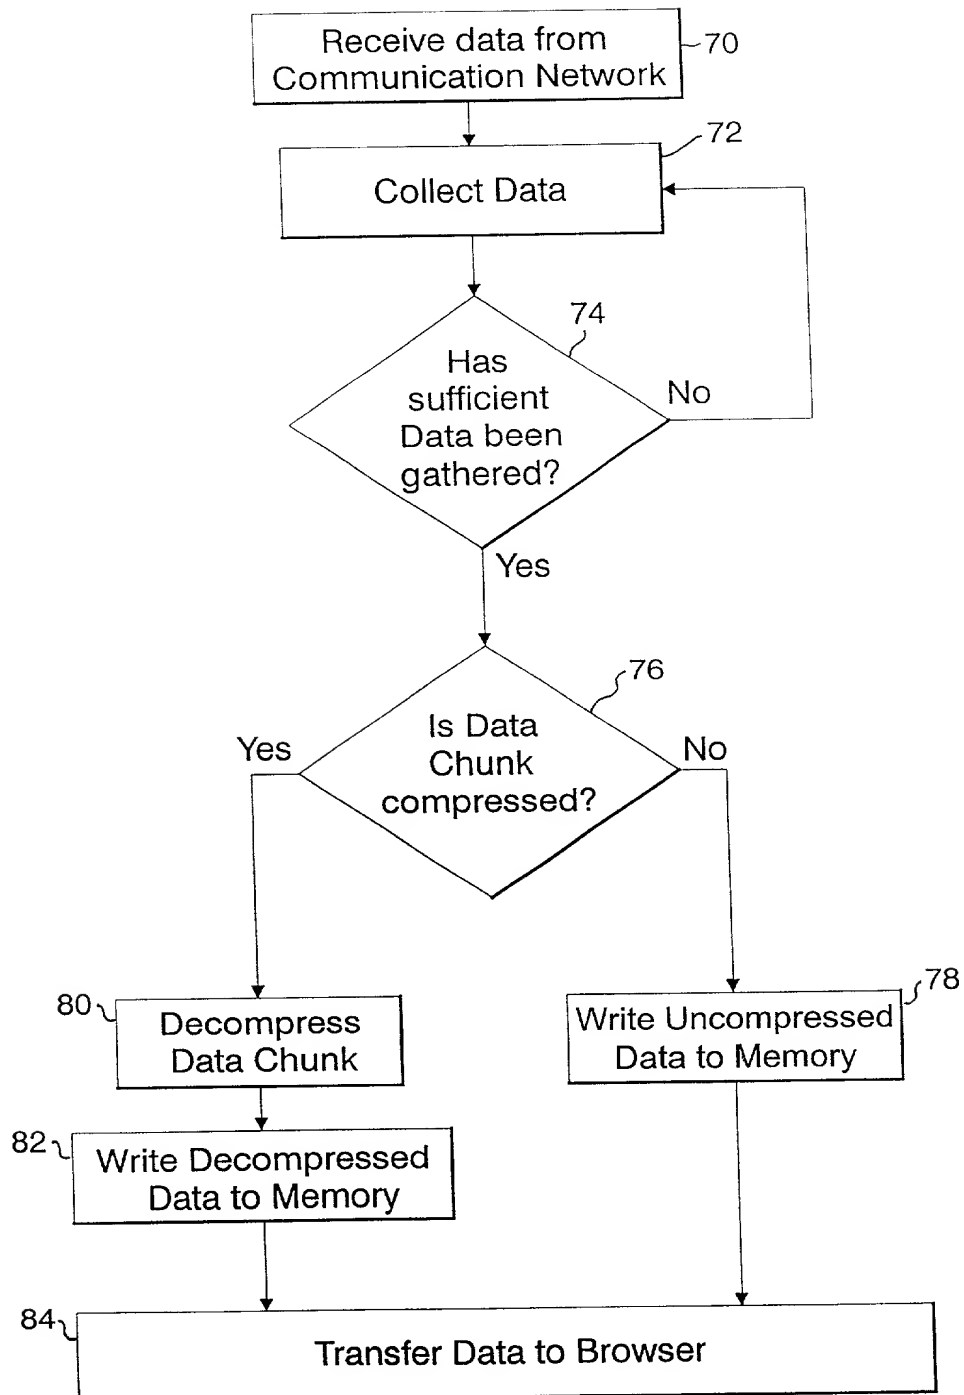 Receive data from
Communication Network
70
72
Collect Data
74
Has
sufficient
Data been
gathered?
No
Yes
76
Is Data
Chunk
compressed?
Yes
No
80
Decompress
Data Chunk
78
Write Uncompressed
Data to Memory
82
Write Decompressed
Data to Memory
84
Transfer Data to Browser